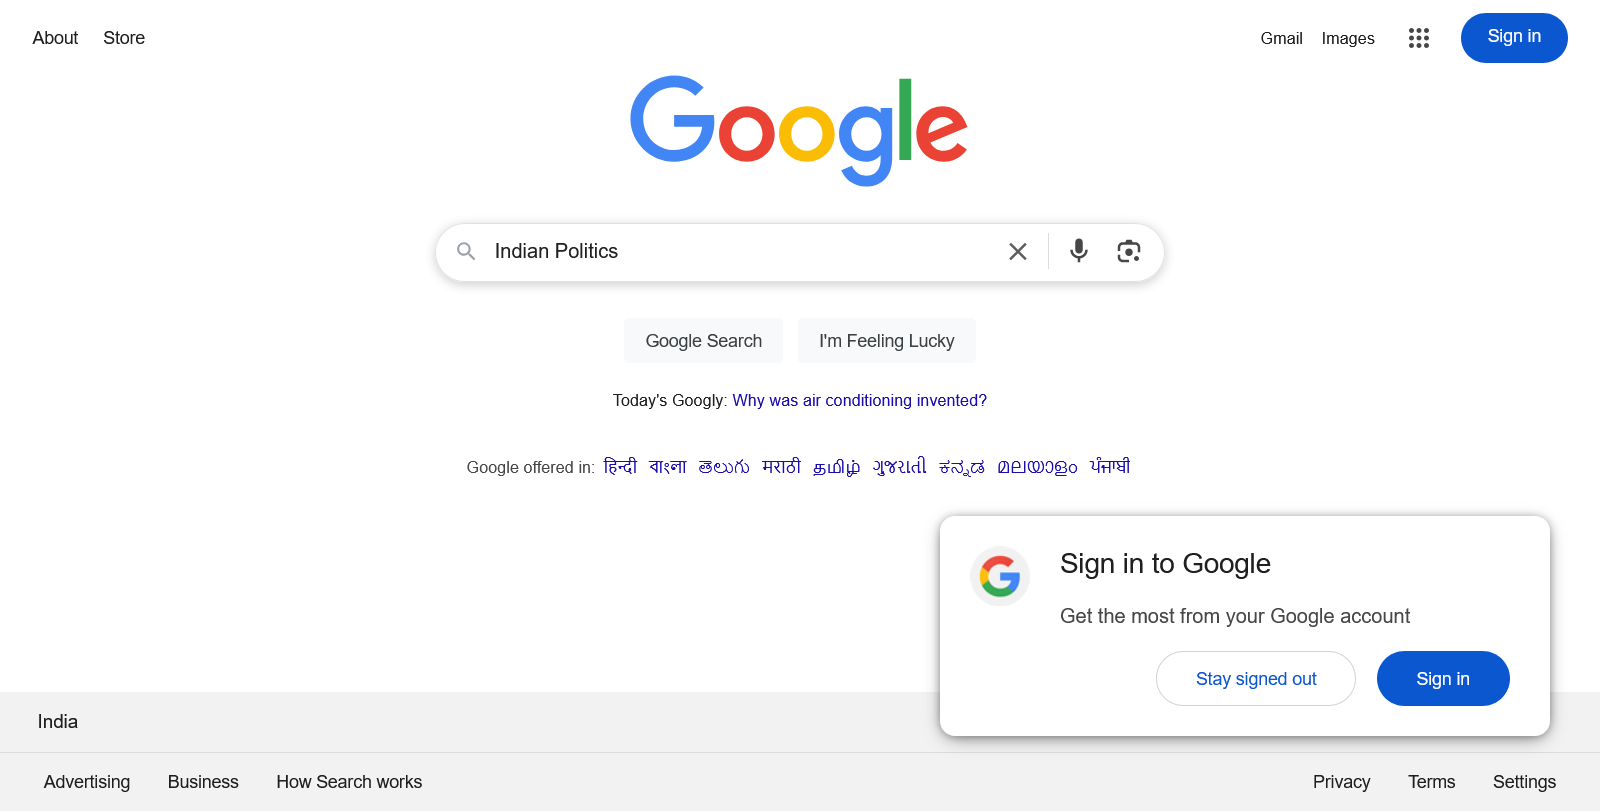 About Store Gmail Images Sign in
Google
Indian Politics
Google Search I'm Feeling Lucky
Today's Googly: Why was air conditioning invented?
Google offered in: हिन्दी বাংলা తెలుగు मराठी தமிழ் ગુજરાતી ಕನ್ನಡ മലയാളം ਪੰਜਾਬੀ
Sign in to Google
Get the most from your Google account
Stay signed out Sign in
India
Advertising Business How Search works Privacy Terms Settings